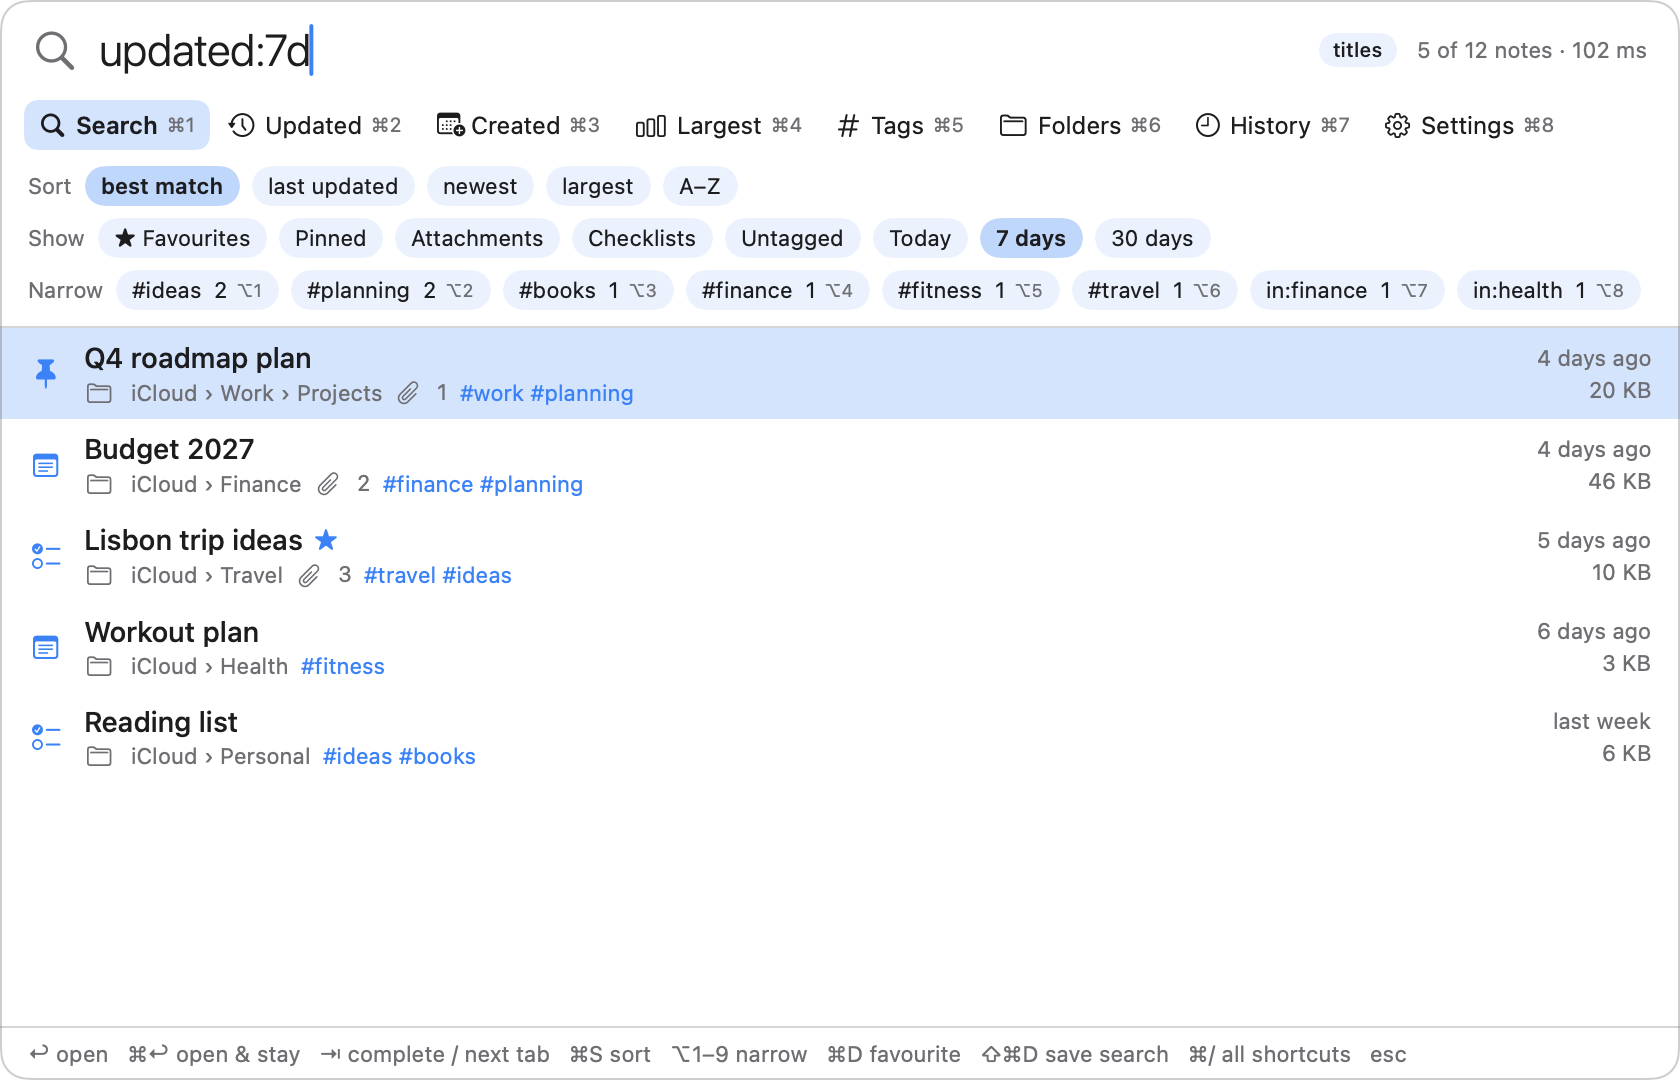 updated:7d titles 5 of 12 notes · 102 ms
Search ⌘1 Updated ⌘2 Created ⌘3 Largest ⌘4 # Tags ⌘5 Folders ⌘6 History ⌘7 Settings ⌘8
Sort best match last updated newest largest A–Z
Show ★ Favourites Pinned Attachments Checklists Untagged Today 7 days 30 days
Narrow #ideas 2 ⌥1 #planning 2 ⌥2 #books 1 ⌥3 #finance 1 ⌥4 #fitness 1 ⌥5 #travel 1 ⌥6 in:finance 1 ⌥7 in:health 1 ⌥8
Q4 roadmap plan 4 days ago
iCloud › Work › Projects 1 #work #planning 20 KB
Budget 2027 4 days ago
iCloud › Finance 2 #finance #planning 46 KB
Lisbon trip ideas ★ 5 days ago
iCloud › Travel 3 #travel #ideas 10 KB
Workout plan 6 days ago
iCloud › Health #fitness 3 KB
Reading list last week
iCloud › Personal #ideas #books 6 KB
↩ open ⌘↩ open & stay ⇥ complete / next tab ⌘S sort ⌥1–9 narrow ⌘D favourite ⇧⌘D save search ⌘/ all shortcuts esc